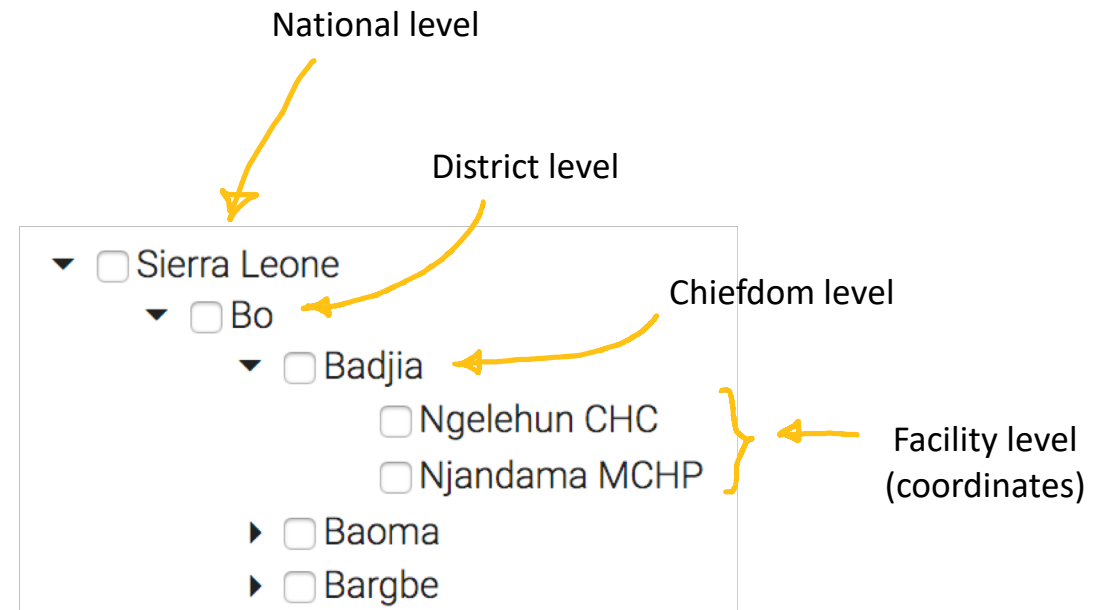 National level
District level
Sierra Leone
Chiefdom level
Bo
Badjia
Ngelehun CHC
Facility level
(coordinates)
Njandama MCHP
Baoma
Bargbe